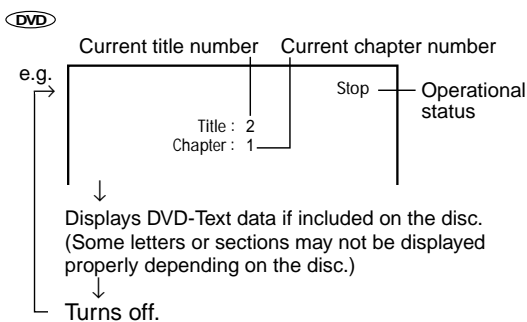 DVD
Current title number Current chapter number
e.g.
Stop
Operational
status
Title : 2
Chapter : 1
Displays DVD-Text data if included on the disc.
(Some letters or sections may not be displayed
properly depending on the disc.)
Turns off.